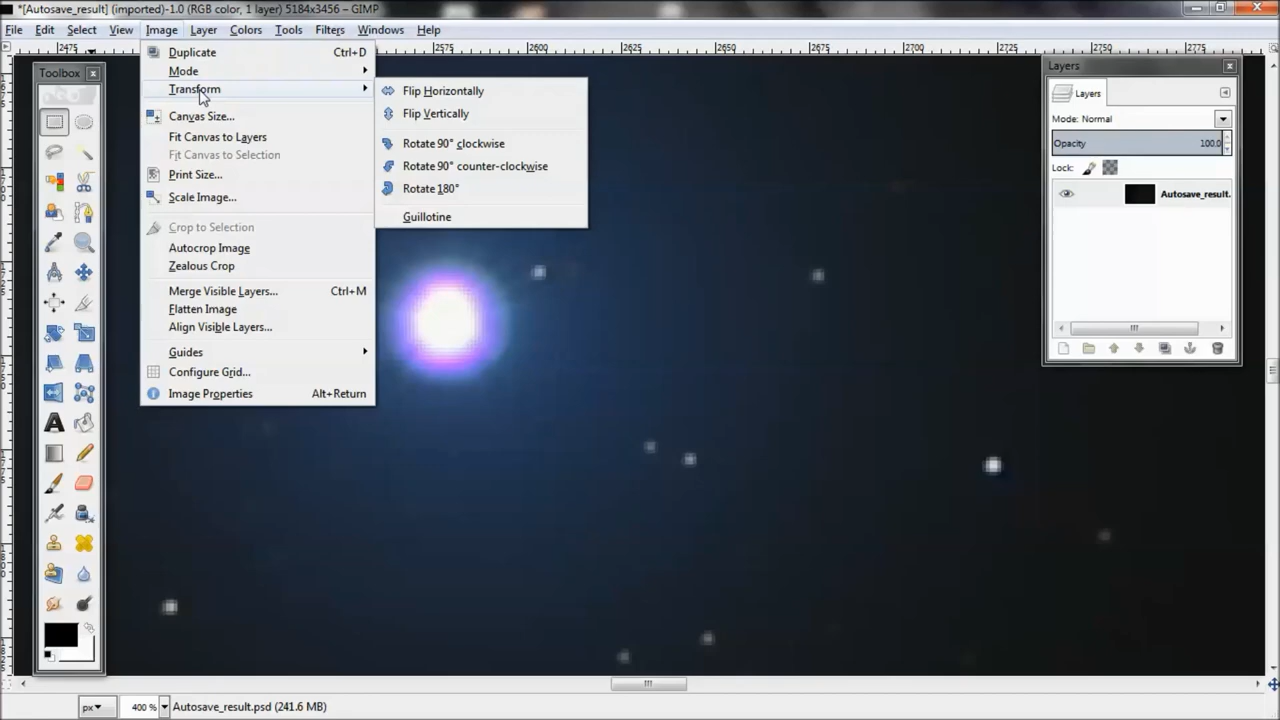 *[Autosave_result] (imported)-1.0 (RGB color, 1 layer) 5184x3456 – GIMP
File Edit Select View Image Layer Colors Tools Filters Windows Help
2475 2575 2600 2625 2650 2675 2700 2725 2750 2775
Toolbox
Duplicate Ctrl+D
Mode
Transform
Canvas Size...
Fit Canvas to Layers
Fit Canvas to Selection
Print Size...
Scale Image...
Crop to Selection
Autocrop Image
Zealous Crop
Merge Visible Layers... Ctrl+M
Flatten Image
Align Visible Layers...
Guides
Configure Grid...
Image Properties Alt+Return
Flip Horizontally
Flip Vertically
Rotate 90° clockwise
Rotate 90° counter-clockwise
Rotate 180°
Guillotine
Layers
Layers
Mode: Normal
Opacity 100.0
Lock:
Autosave_result.
px 400 % Autosave_result.psd (241.6 MB)